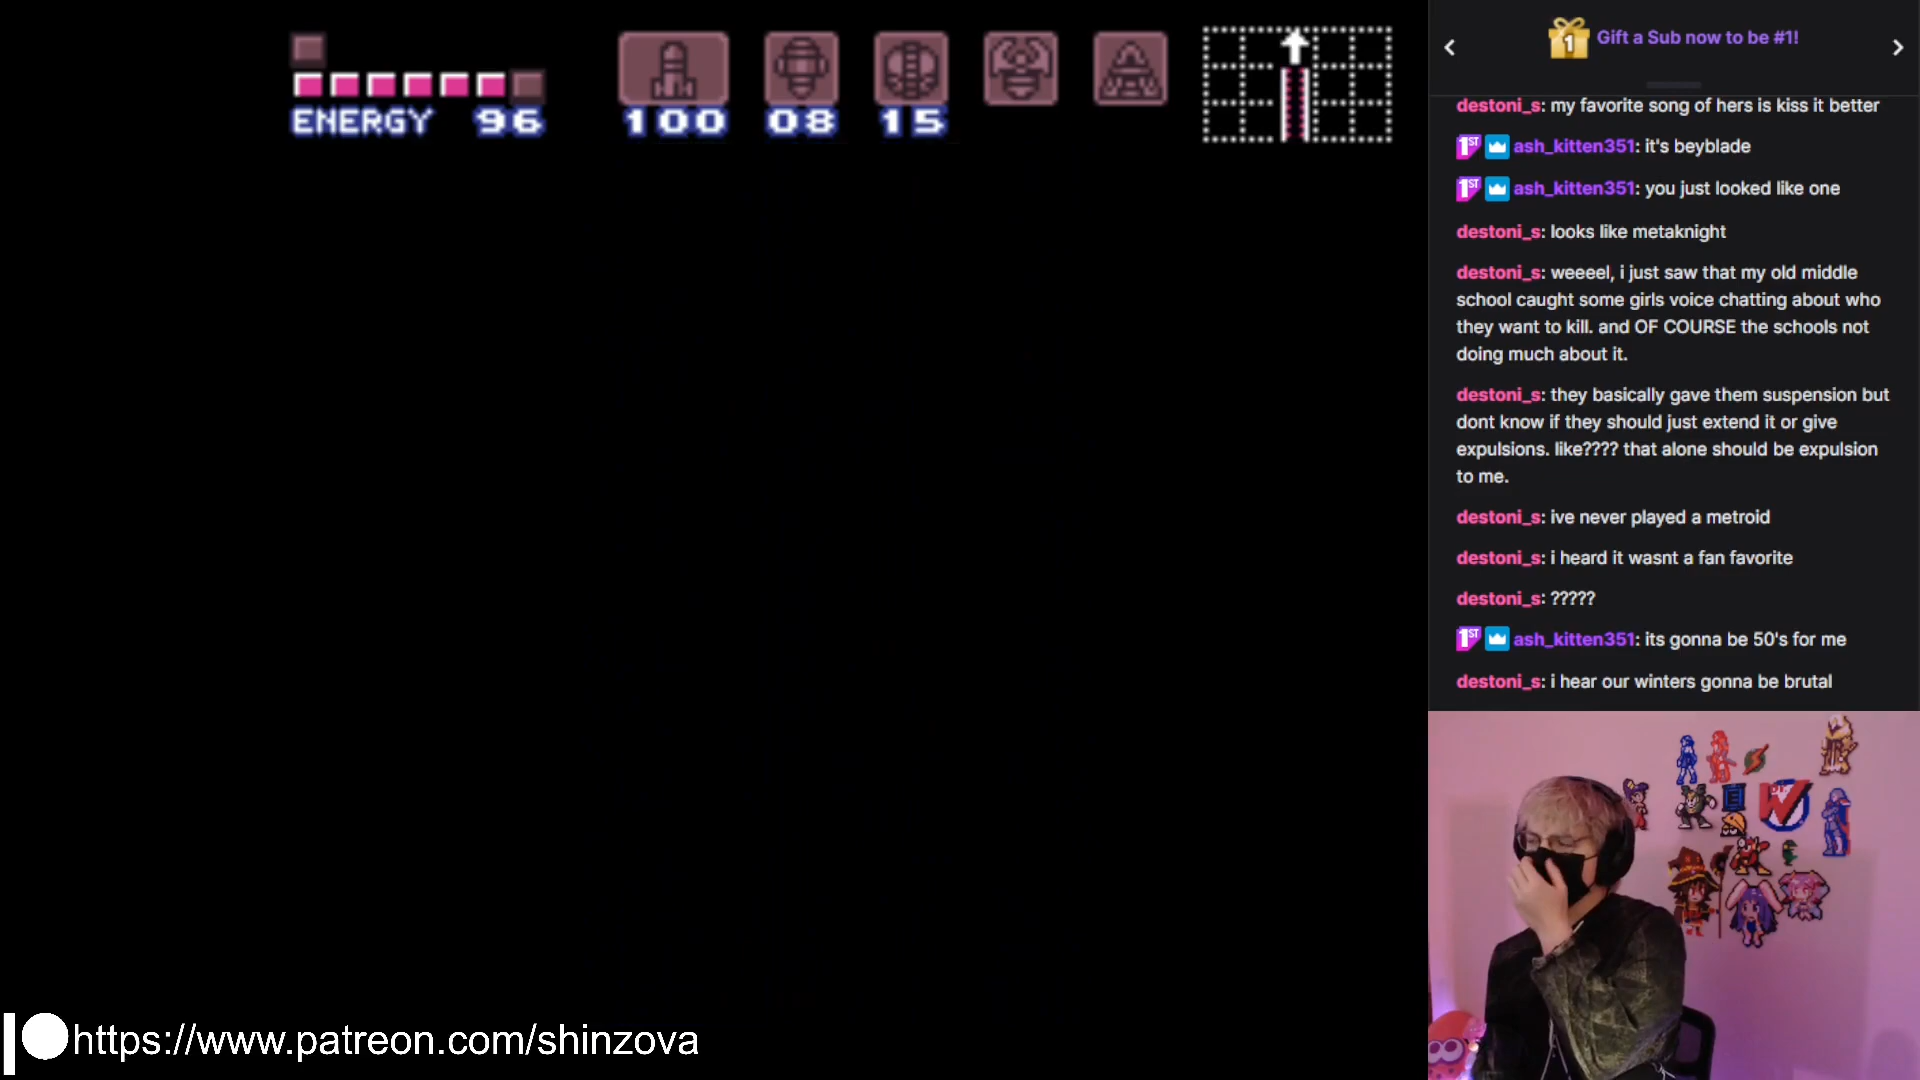 ENERGY 96
100 08 15
1 Gift a Sub now to be #1!
destoni_s: my favorite song of hers is kiss it better
1ST ash_kitten351: it's beyblade
1ST ash_kitten351: you just looked like one
destoni_s: looks like metaknight
destoni_s: weeeel, i just saw that my old middle
school caught some girls voice chatting about who
they want to kill. and OF COURSE the schools not
doing much about it.
destoni_s: they basically gave them suspension but
dont know if they should just extend it or give
expulsions. like???? that alone should be expulsion
to me.
destoni_s: ive never played a metroid
destoni_s: i heard it wasnt a fan favorite
destoni_s: ?????
1ST ash_kitten351: its gonna be 50's for me
destoni_s: i hear our winters gonna be brutal
W
https://www.patreon.com/shinzova